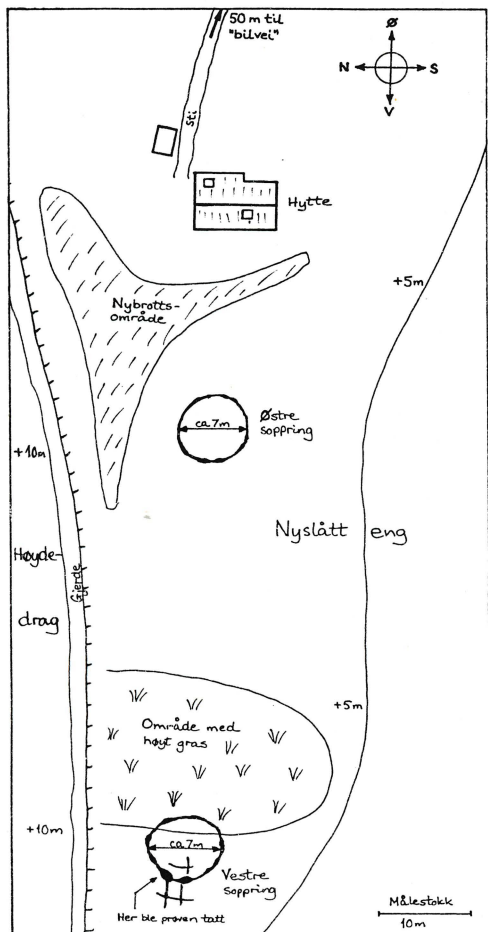 50 m til
"bilvei"
Ø
N
S
V
Sti
Hytte
Nybrotts-
område
+5m
ca 7m
Østre
soppring
+10m
Nyslått eng
Høyde-
drag
Gjerde
+5m
Område med
høyt gras
+10m
ca 7m
Vestre
soppring
Her ble prøven tatt
Målestokk
10m